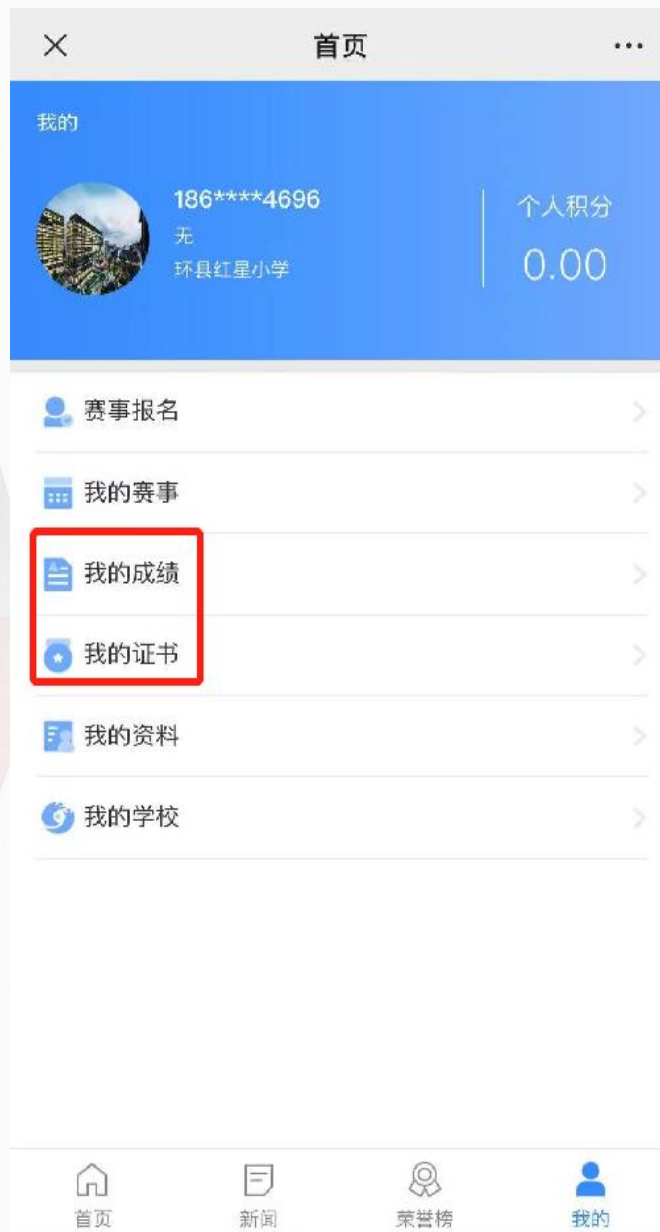 首页
我的
186****4696
无
环县红星小学
个人积分
0.00
赛事报名
我的赛事
我的成绩
我的证书
我的资料
我的学校
首页
新闻
荣誉榜
我的